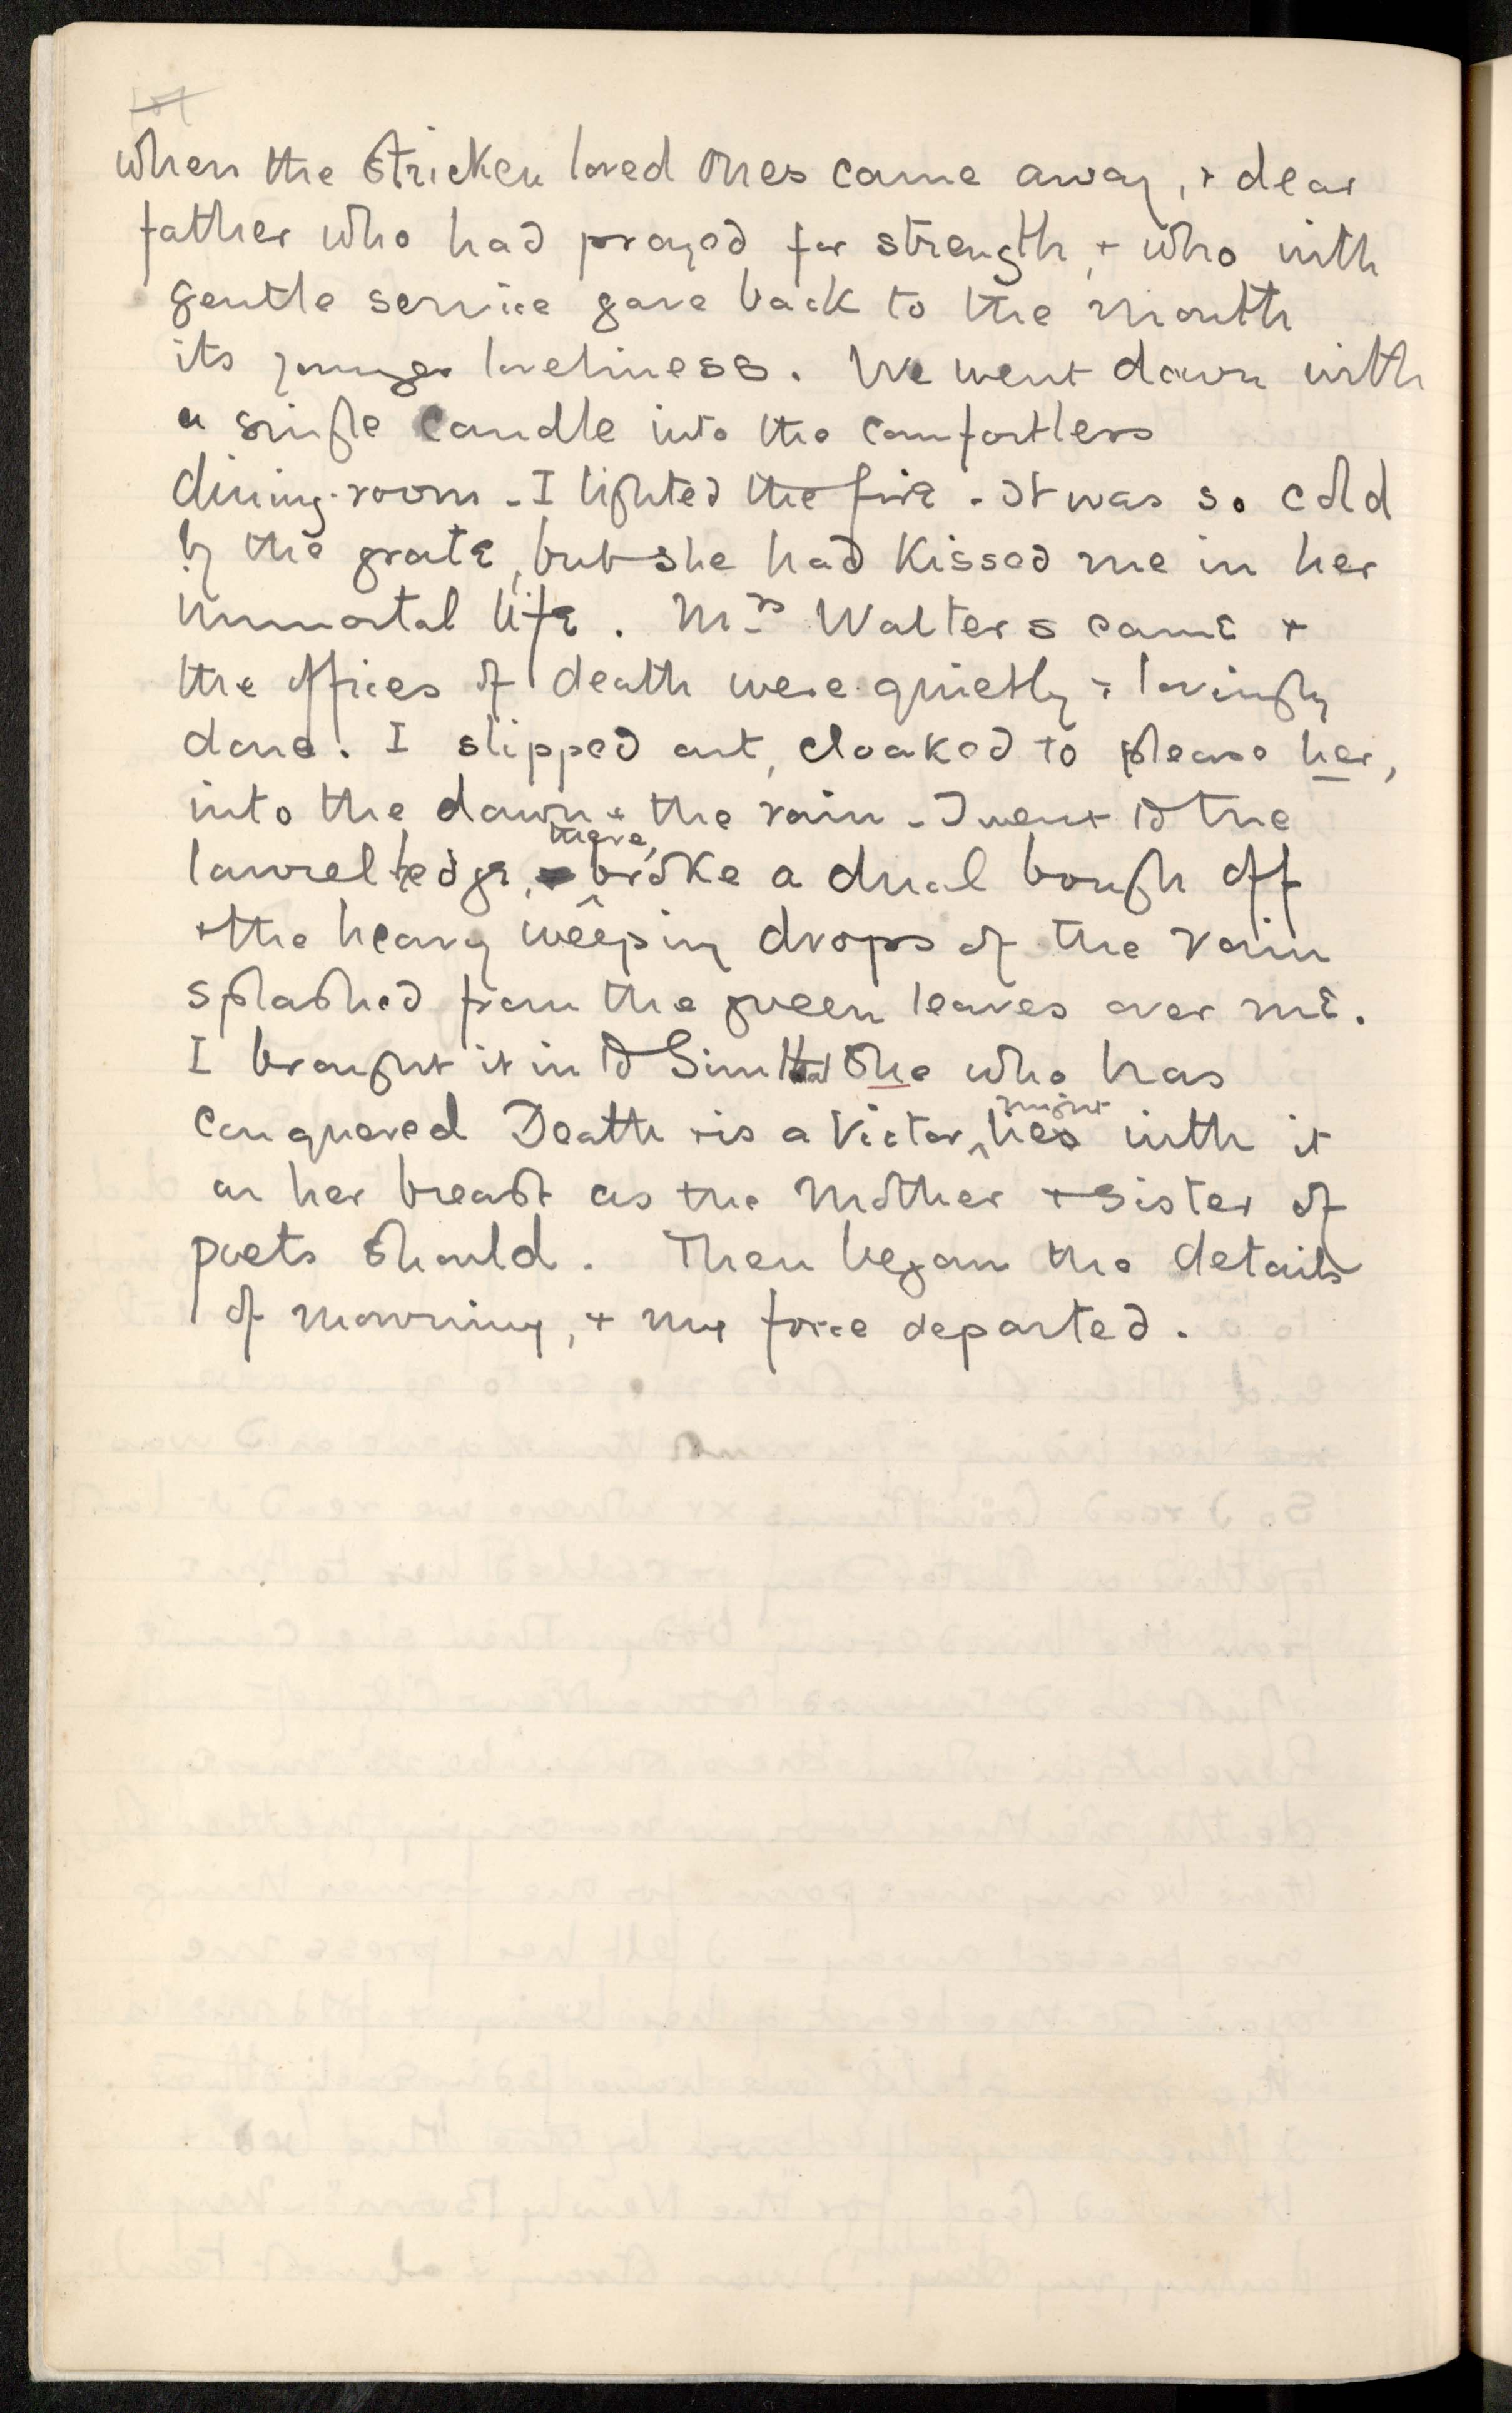 when the stricken loved ones came away, + dear
father who had prayed for strength, + who with
gentle service gave back to the mouth
its younger loveliness. We went down with
a single candle into the comfortless
dining-room - I lighted the fire. It was so cold
by the grate, but she had kissed me in her
immortal life. Mrs Walters came +
the offices of death were quietly + lovingly
done. I slipped out, cloaked to please her,
into the dawn + the rain - I went to the
laurel hedge, there, broke a dual bough off
+ the heavy weeping drops of the rain
splashed from the green leaves over me.
I brought it in to Sim that She who has
conquered Death + is a Victor, might lies with it
on her breast as the Mother + Sister of
poets should. Then began the details
of mourning, + my force departed.